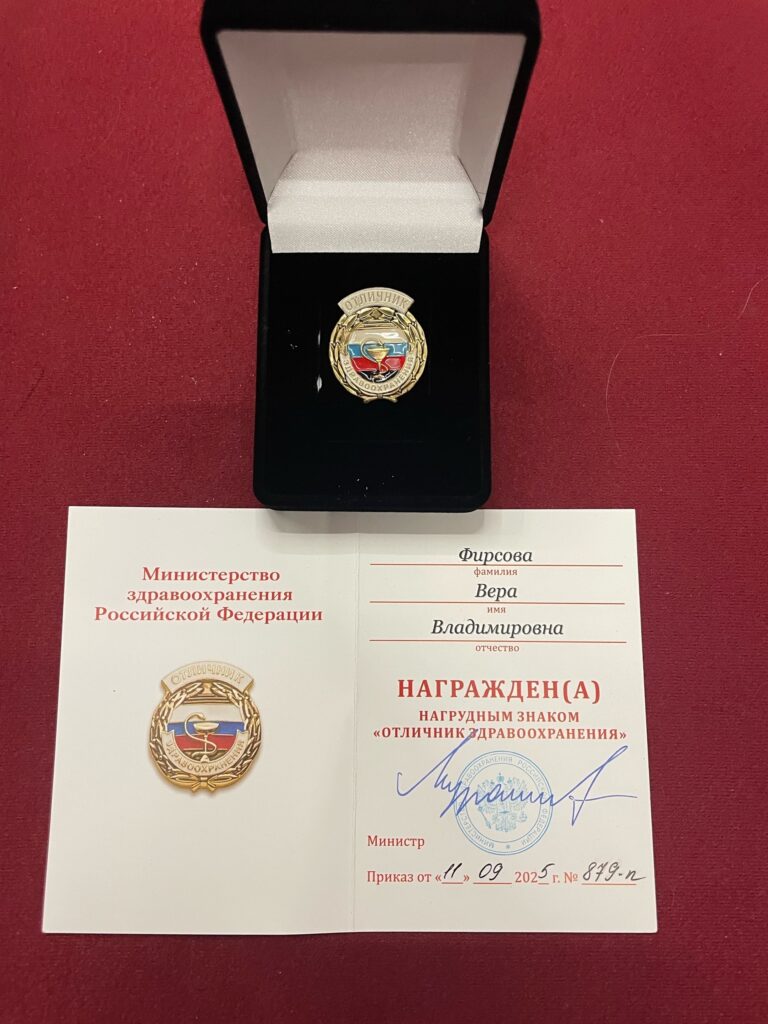 ОТЛИЧНИК
ЗДРАВООХРАНЕНИЯ
Министерство
здравоохранения
Российской Федерации
ОТЛИЧНИК
ЗДРАВООХРАНЕНИЯ
Фирсова
фамилия
Вера
имя
Владимировна
отчество
НАГРАЖДЕН(А)
НАГРУДНЫМ ЗНАКОМ
«ОТЛИЧНИК ЗДРАВООХРАНЕНИЯ»
Министр
Приказ от «11» 09 2025 г. № 879-п